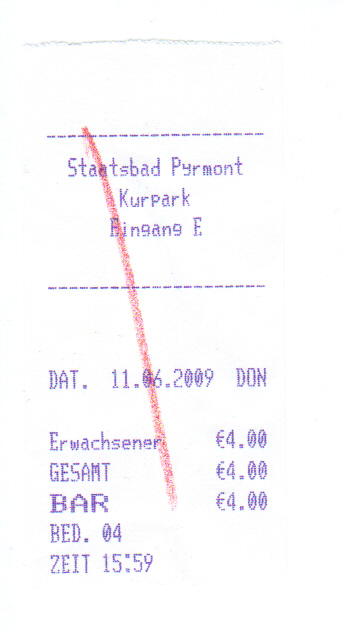 Staatsbad Pyrmont
Kurpark
Eingang E
DAT. 11.06.2009 DON
Erwachsener €4.00
GESAMT €4.00
BAR €4.00
BED. 04
ZEIT 15:59